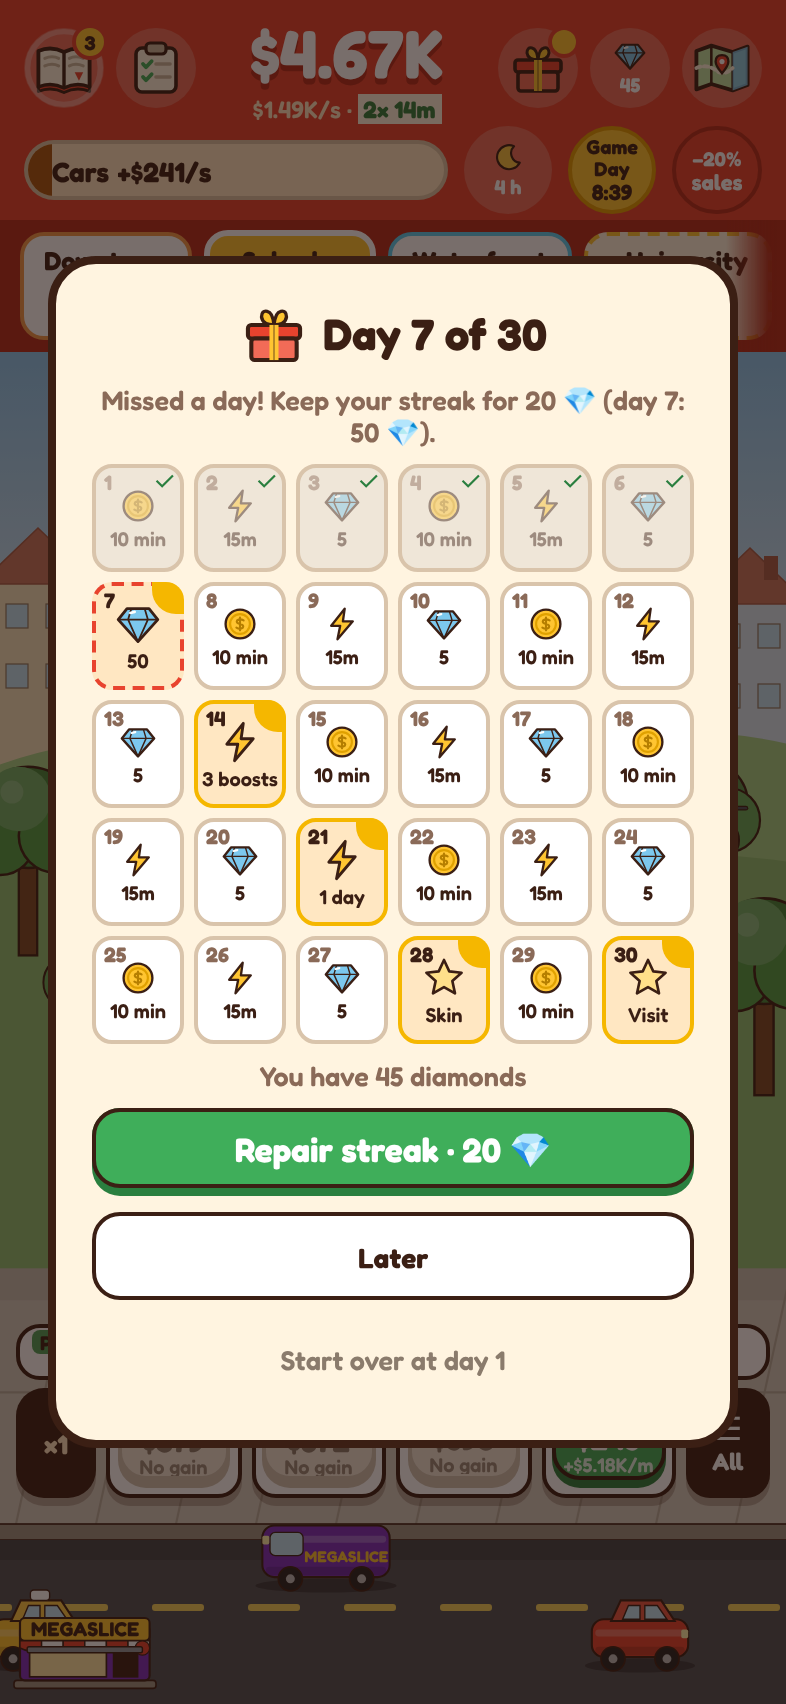 3
$4.67K
$1.49K/s · 2× 14m
45
Cars +$241/s
4 h
Game
Day
8:39
−20%
sales
Day 7 of 30
Missed a day! Keep your streak for 20 💎 (day 7:
50 💎).
1
10 min
2
15m
3
5
4
10 min
5
15m
6
5
7
50
8
10 min
9
15m
10
5
11
10 min
12
15m
13
5
14
3 boosts
15
10 min
16
15m
17
5
18
10 min
19
15m
20
5
21
1 day
22
10 min
23
15m
24
5
25
10 min
26
15m
27
5
28
Skin
29
10 min
30
Visit
You have 45 diamonds
Repair streak · 20 💎
Later
Start over at day 1
x1
No gain
No gain
No gain
+$5.18K/m
All
MEGASLICE
MEGASLICE